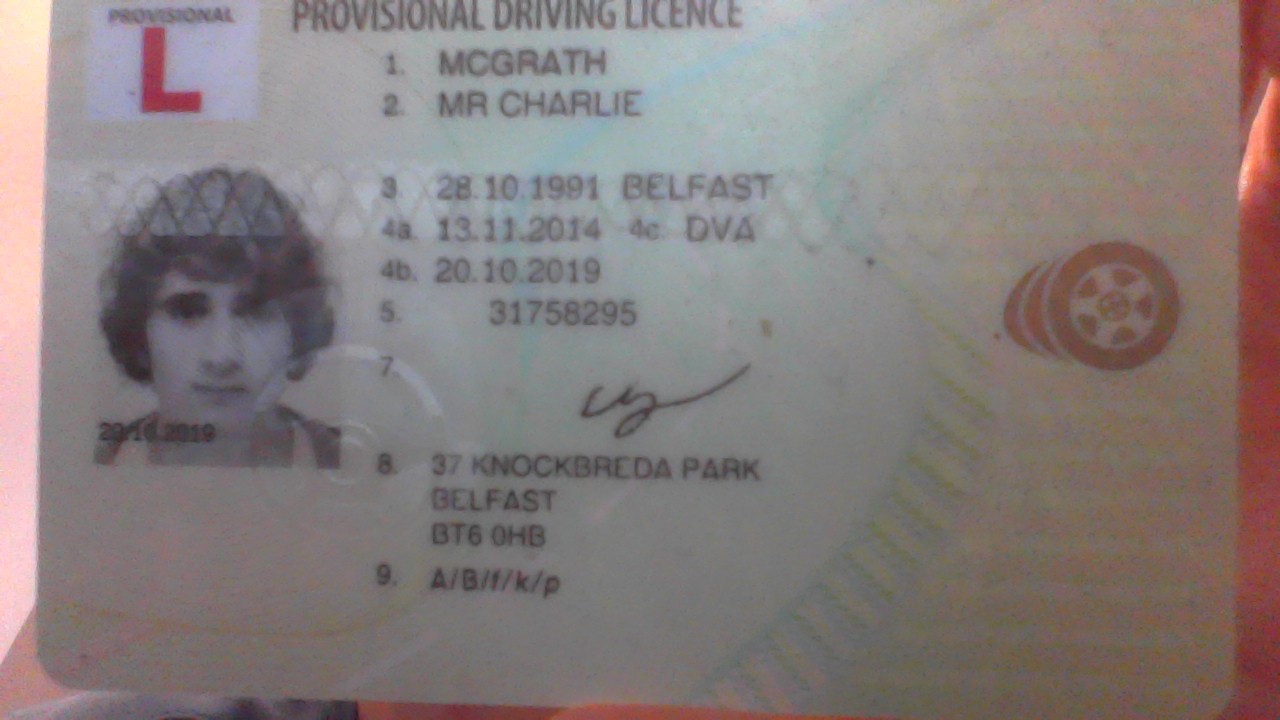 PROVISIONAL
L
PROVISIONAL DRIVING LICENCE
1. MCGRATH
2. MR CHARLIE
3 28.10.1991 BELFAST
4a. 13.11.2014 4c. DVA
4b. 20.10.2019
5. 31758295
7
20.10.2019
8. 37 KNOCKBREDA PARK
BELFAST
BT6 0HB
9. A/B/f/k/p